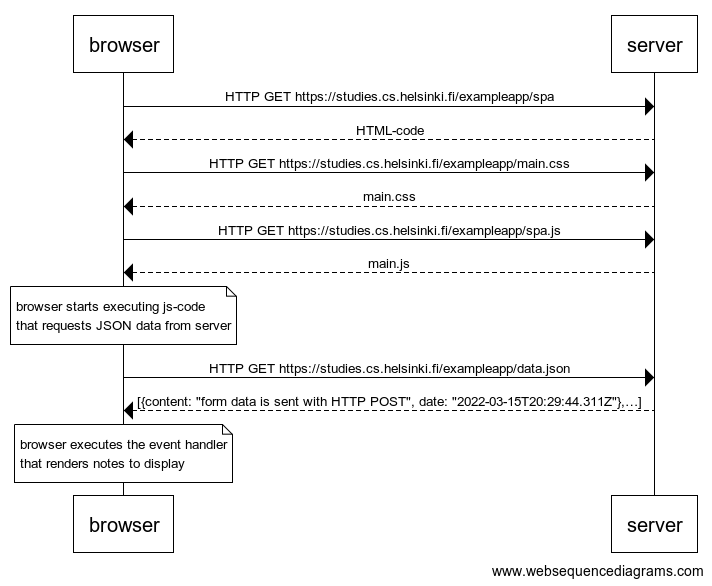 browser
server
HTTP GET https://studies.cs.helsinki.fi/exampleapp/spa
HTML-code
HTTP GET https://studies.cs.helsinki.fi/exampleapp/main.css
main.css
HTTP GET https://studies.cs.helsinki.fi/exampleapp/spa.js
main.js
browser starts executing js-code
that requests JSON data from server
HTTP GET https://studies.cs.helsinki.fi/exampleapp/data.json
[{content: "form data is sent with HTTP POST", date: "2022-03-15T20:29:44.311Z"},...]
browser executes the event handler
that renders notes to display
browser
server
www.websequencediagrams.com